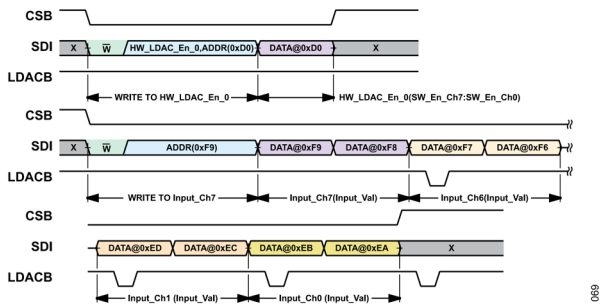 CSB
SDI X W HW_LDAC_En_0,ADDR(0xD0) DATA@0xD0 X
LDACB
WRITE TO HW_LDAC_En_0 HW_LDAC_En_0(SW_En_Ch7:SW_En_Ch0)
CSB
SDI X W ADDR(0xF9) DATA@0xF9 DATA@0xF8 DATA@0xF7 DATA@0xF6
LDACB
WRITE TO Input_Ch7 Input_Ch7(Input_Val) Input_Ch6(Input_Val)
CSB
SDI DATA@0xED DATA@0xEC DATA@0xEB DATA@0xEA X
LDACB
Input_Ch1 (Input_Val) Input_Ch0 (Input_Val)
069